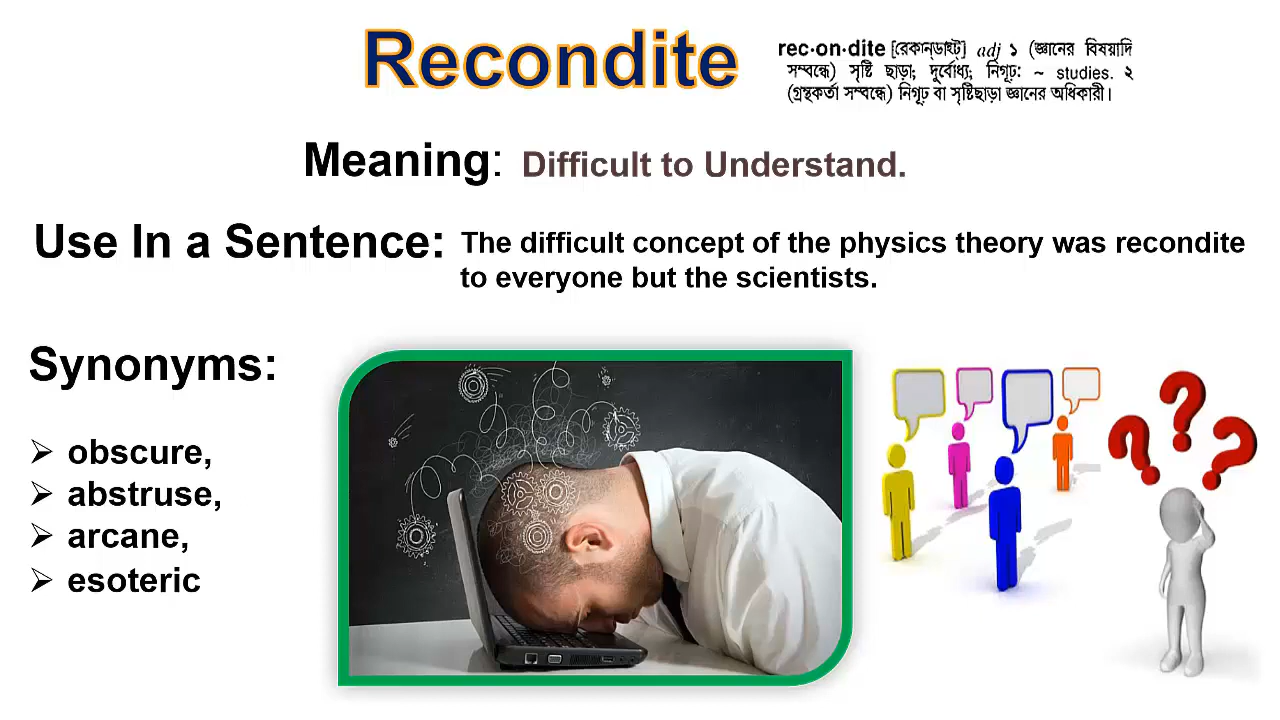 Recondite
rec·on·dite [রেকান্‌ডাইট্] adj ১ (জ্ঞানের বিষয়াদি
সম্বন্ধে) সৃষ্টি ছাড়া; দুর্বোধ্য; নিগূঢ়: ~ studies. ২
(গ্রন্থকর্তা সম্বন্ধে) নিগূঢ় বা সৃষ্টিছাড়া জ্ঞানের অধিকারী।
Meaning: Difficult to Understand.
Use In a Sentence: The difficult concept of the physics theory was recondite
to everyone but the scientists.
Synonyms:
➢ obscure,
➢ abstruse,
➢ arcane,
➢ esoteric